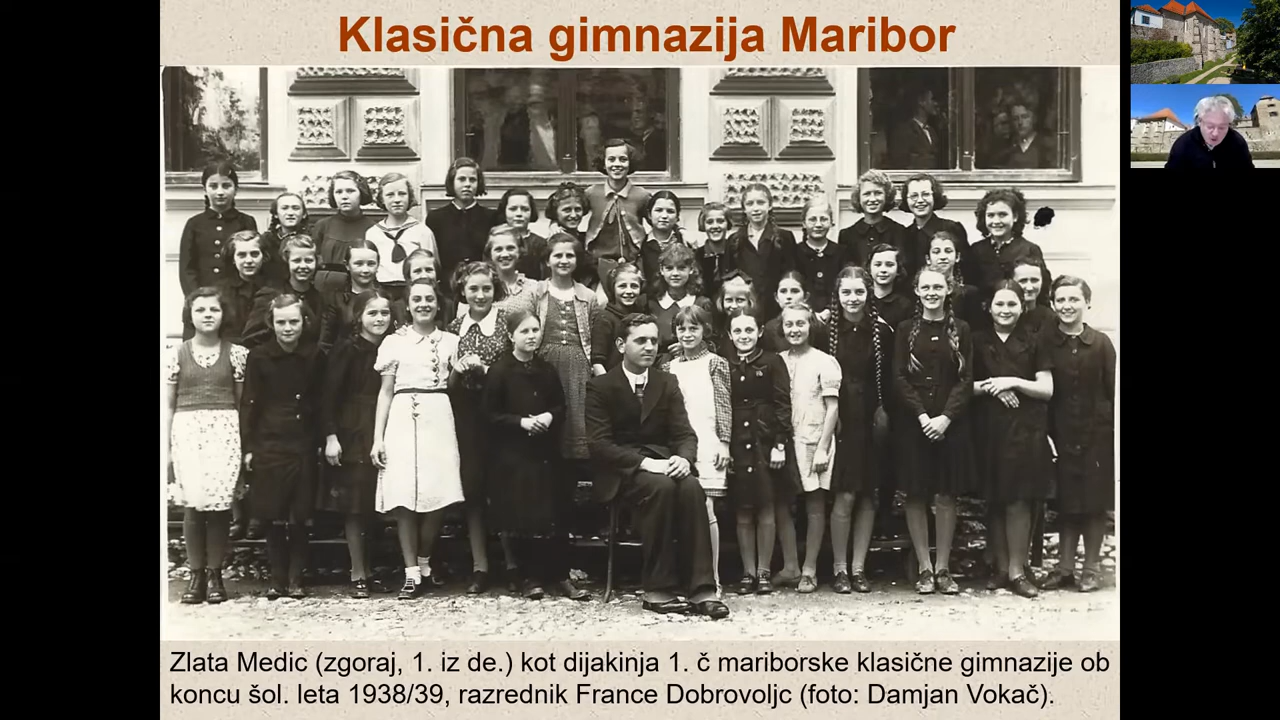 Klasična gimnazija Maribor
Zlata Medic (zgoraj, 1. iz de.) kot dijakinja 1. č mariborske klasične gimnazije ob
koncu šol. leta 1938/39, razrednik France Dobrovoljc (foto: Damjan Vokač).